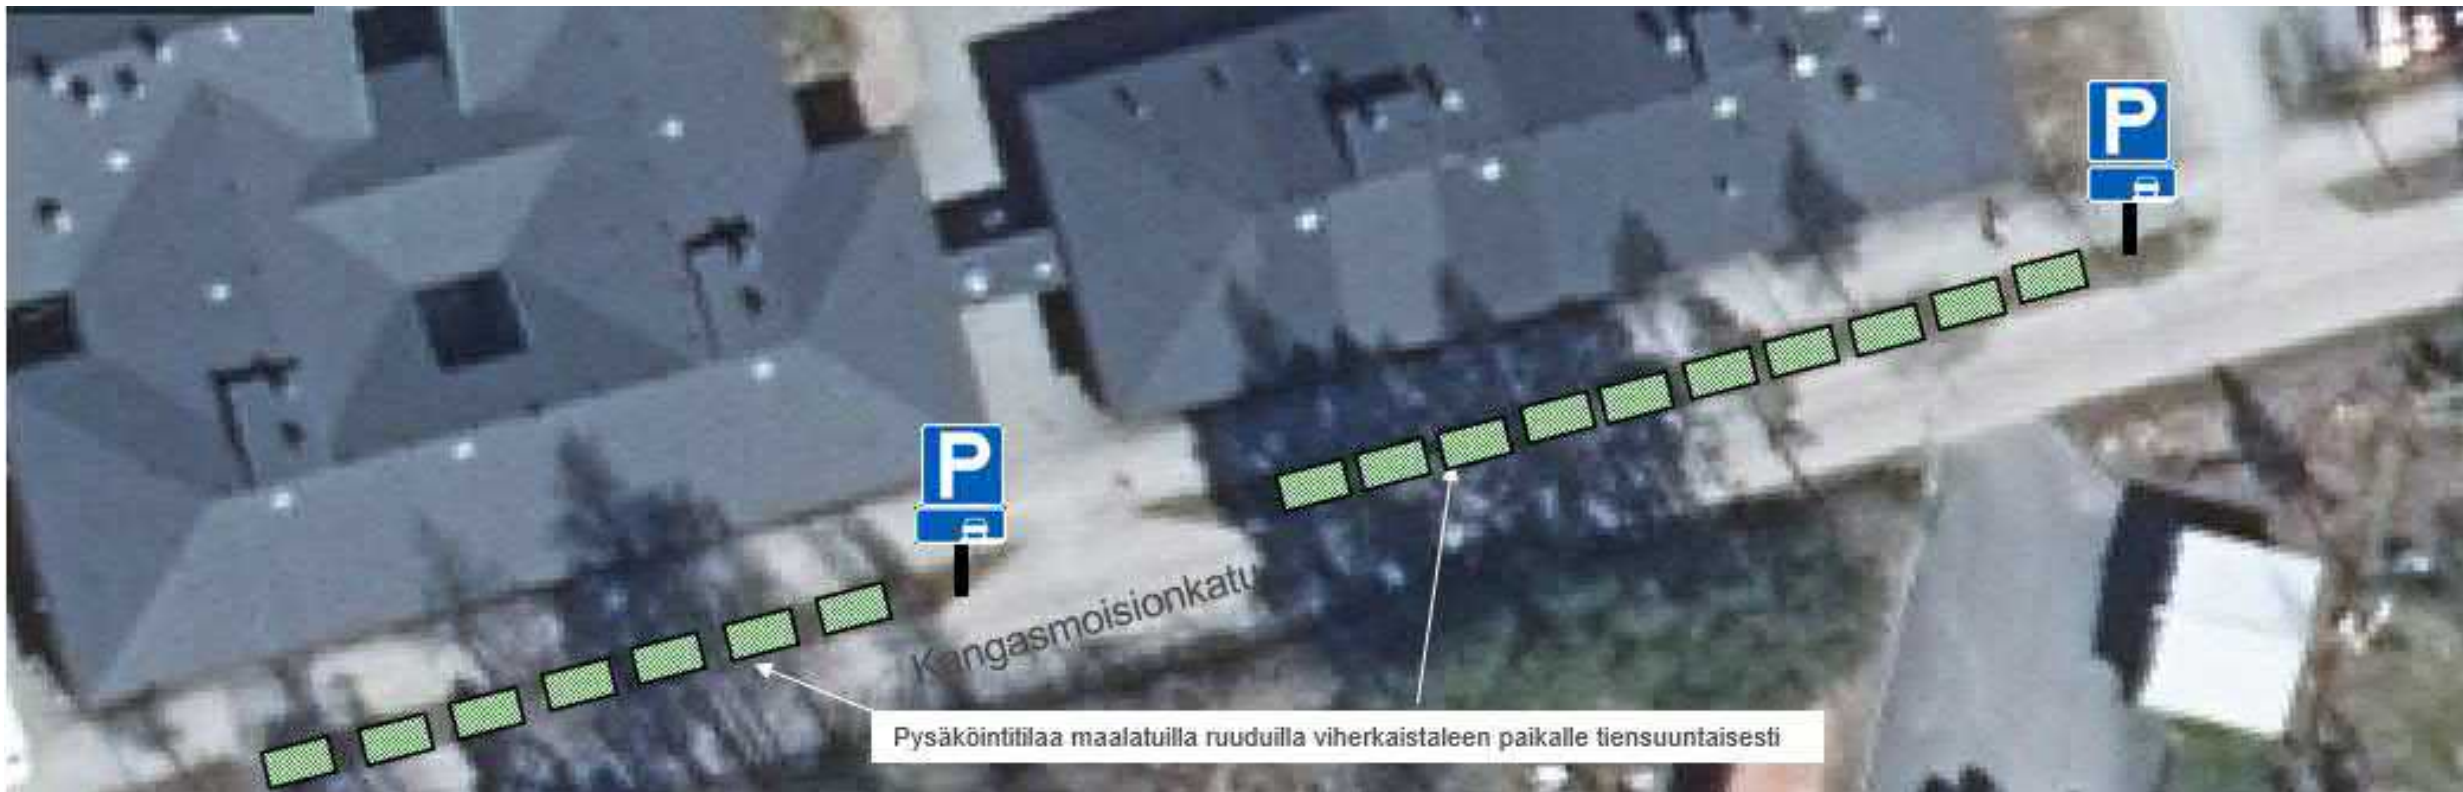 P
P
Kangasmoisionkatu
Pysäköintitilaa maalatuilla ruuduilla viherkaistaleen paikalle tiensuuntaisesti